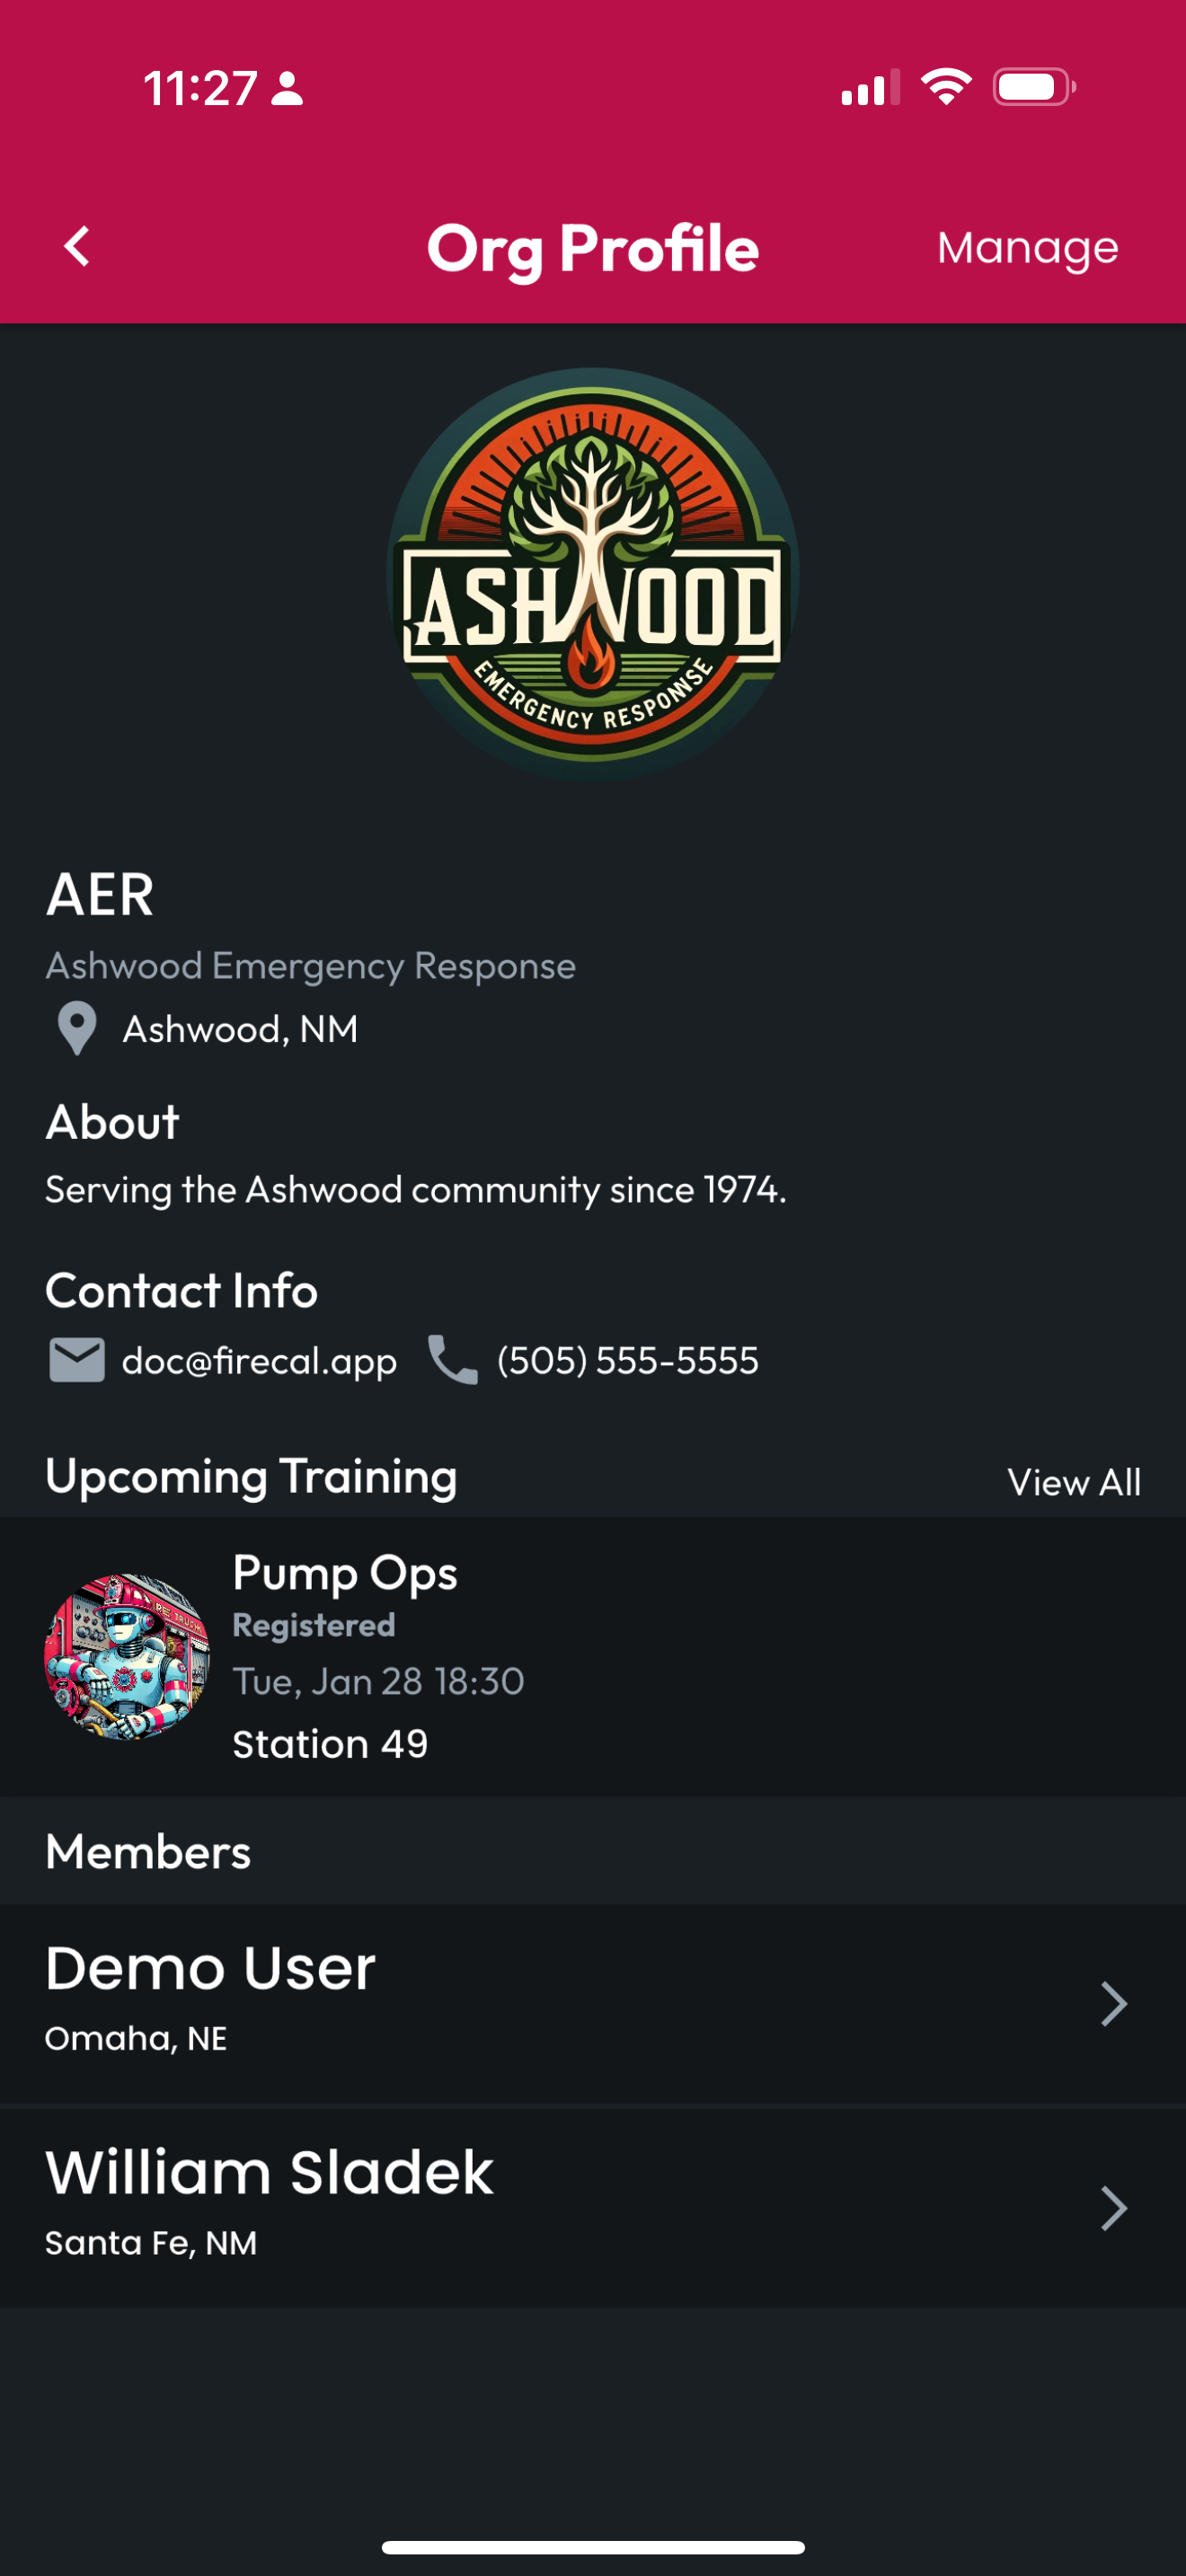 11:27
Org Profile
Manage
ASHWOOD
EMERGENCY RESPONSE
AER
Ashwood Emergency Response
Ashwood, NM
About
Serving the Ashwood community since 1974.
Contact Info
doc@firecal.app
(505) 555-5555
Upcoming Training
View All
Pump Ops
Registered
Tue, Jan 28 18:30
Station 49
Members
Demo User
Omaha, NE
William Sladek
Santa Fe, NM